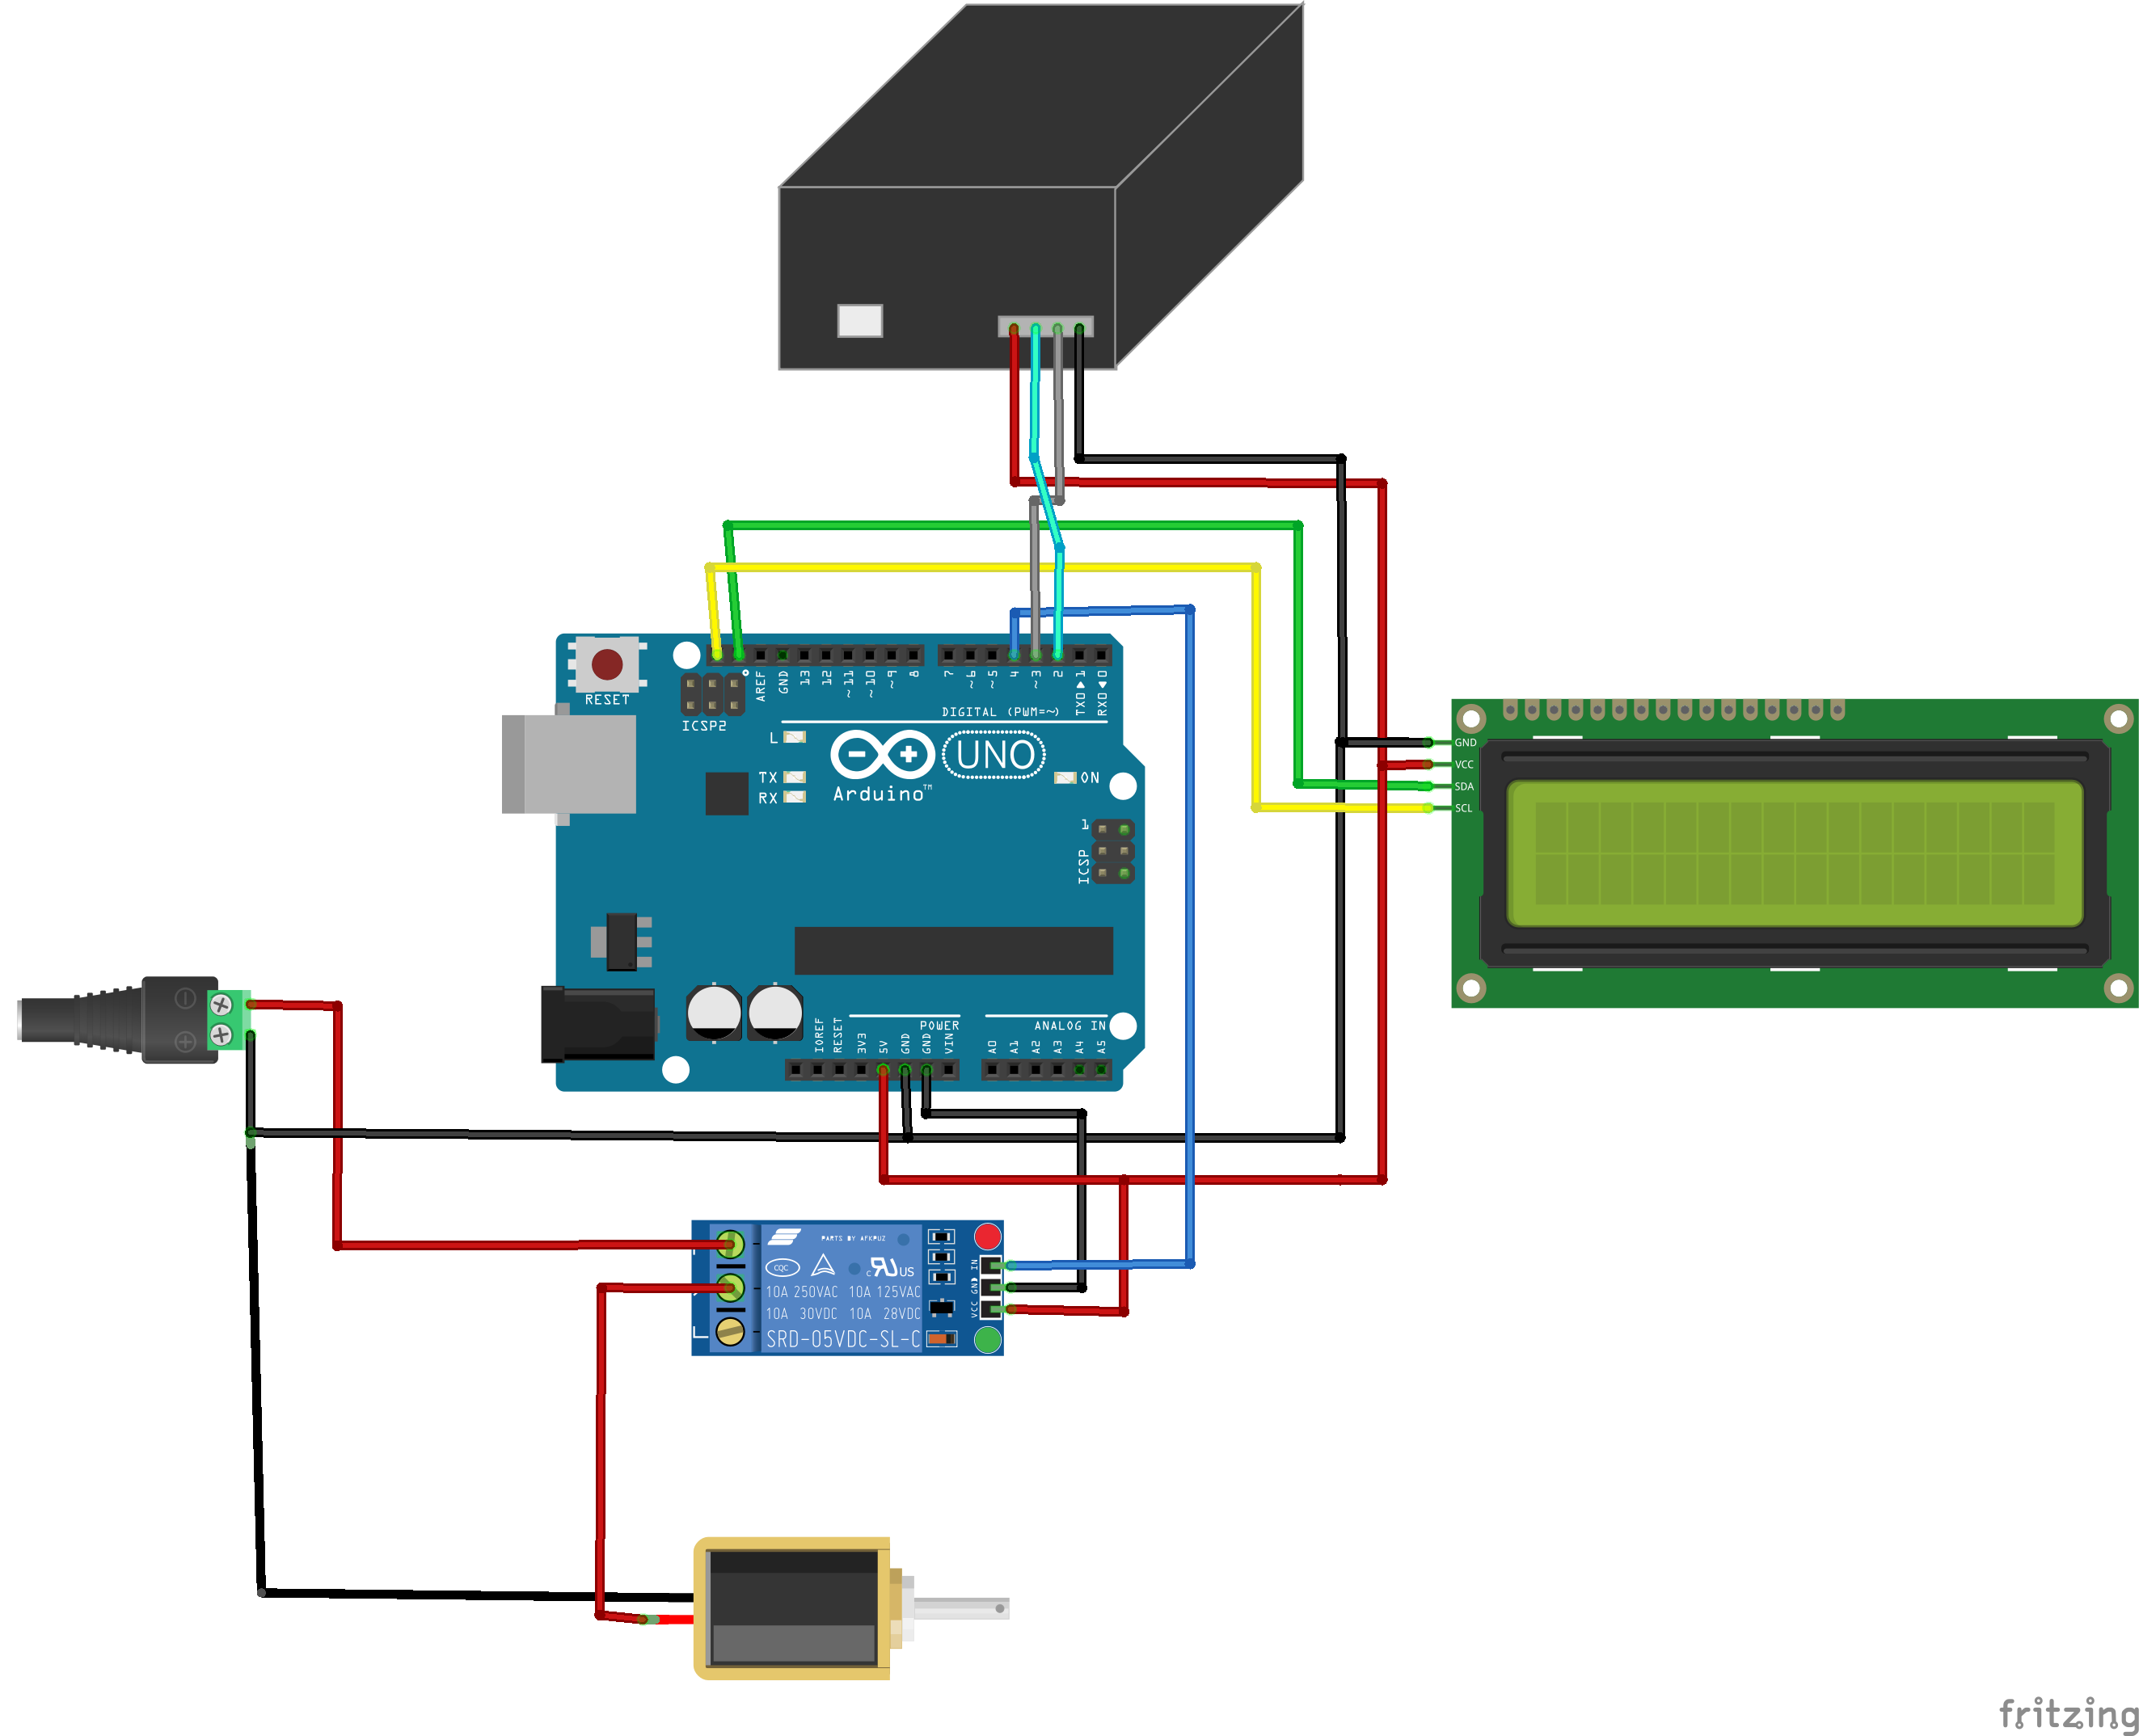 RESET
ICSP2
AREF
GND
13
12
~11
~10
~9
8
7
~6
~5
4
~3
2
TX0 1
RX0 0
DIGITAL (PWM=~)
L
UNO
TX
RX
ON
Arduino™
1
ICSP
GND
VCC
SDA
SCL
POWER
ANALOG IN
IOREF
RESET
3V3
5V
GND
GND
VIN
A0
A1
A2
A3
A4
A5
PARTS BY AFKPUZ
CQC
c US
10A 250VAC 10A 125VAC
10A 30VDC 10A 28VDC
SRD-05VDC-SL-C
IN
GND
VCC
fritzing